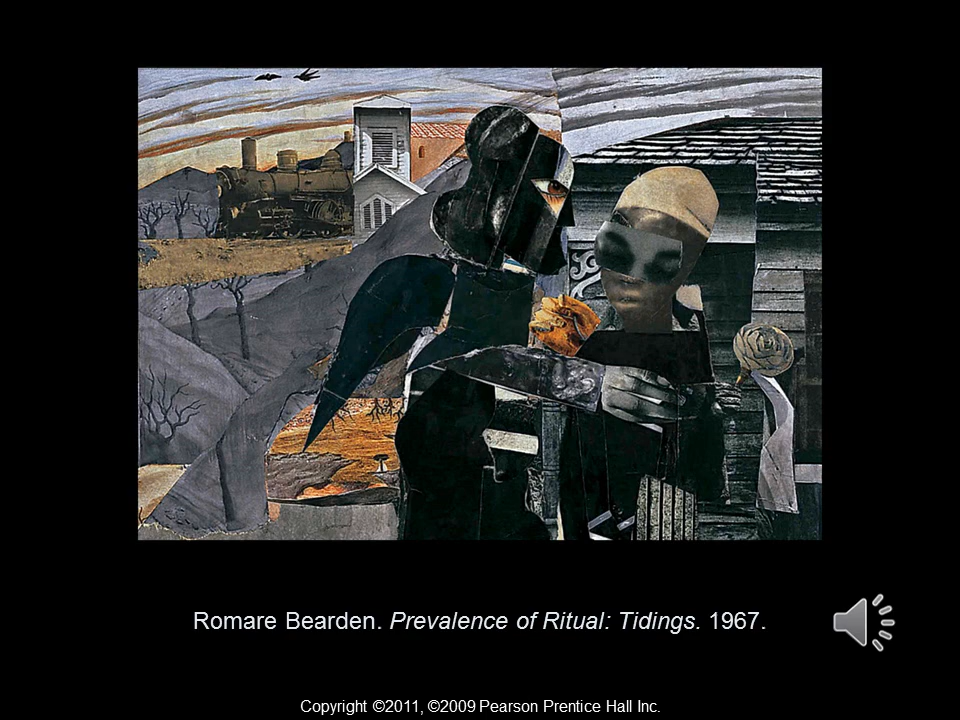 Romare Bearden. Prevalence of Ritual: Tidings. 1967.
Copyright ©2011, ©2009 Pearson Prentice Hall Inc.